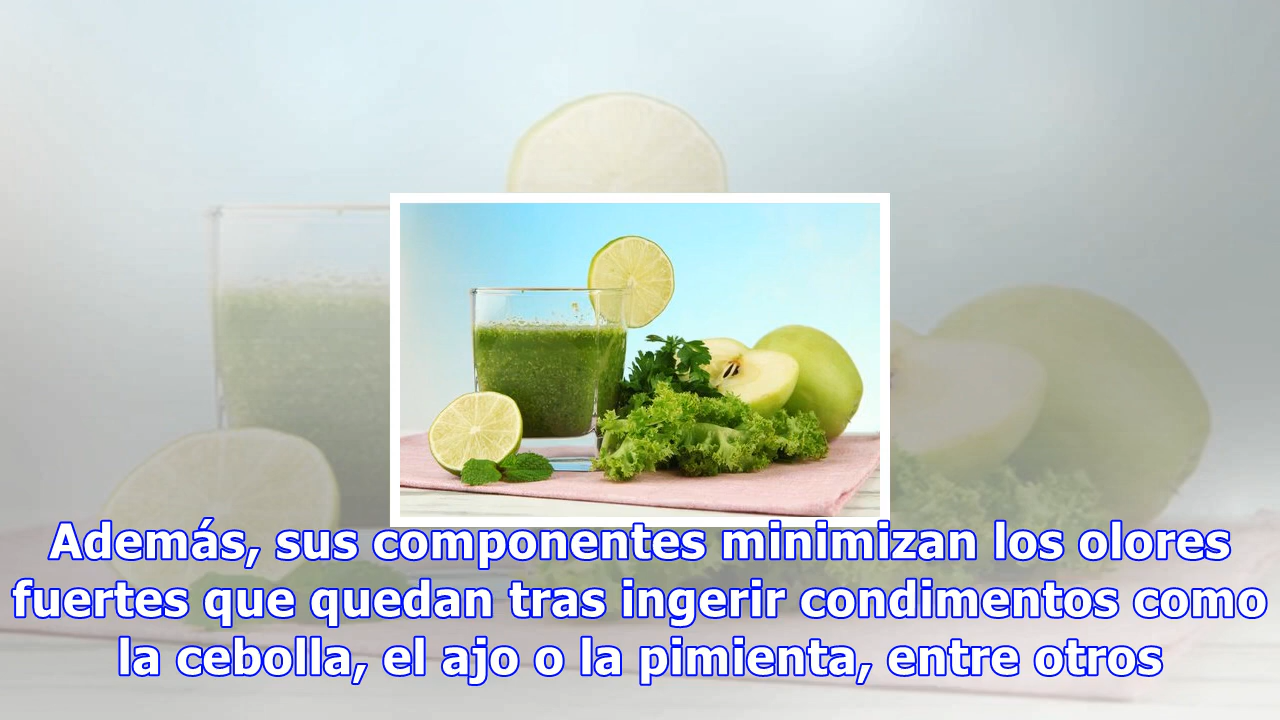 Además, sus componentes minimizan los olores
fuertes que quedan tras ingerir condimentos como
la cebolla, el ajo o la pimienta, entre otros